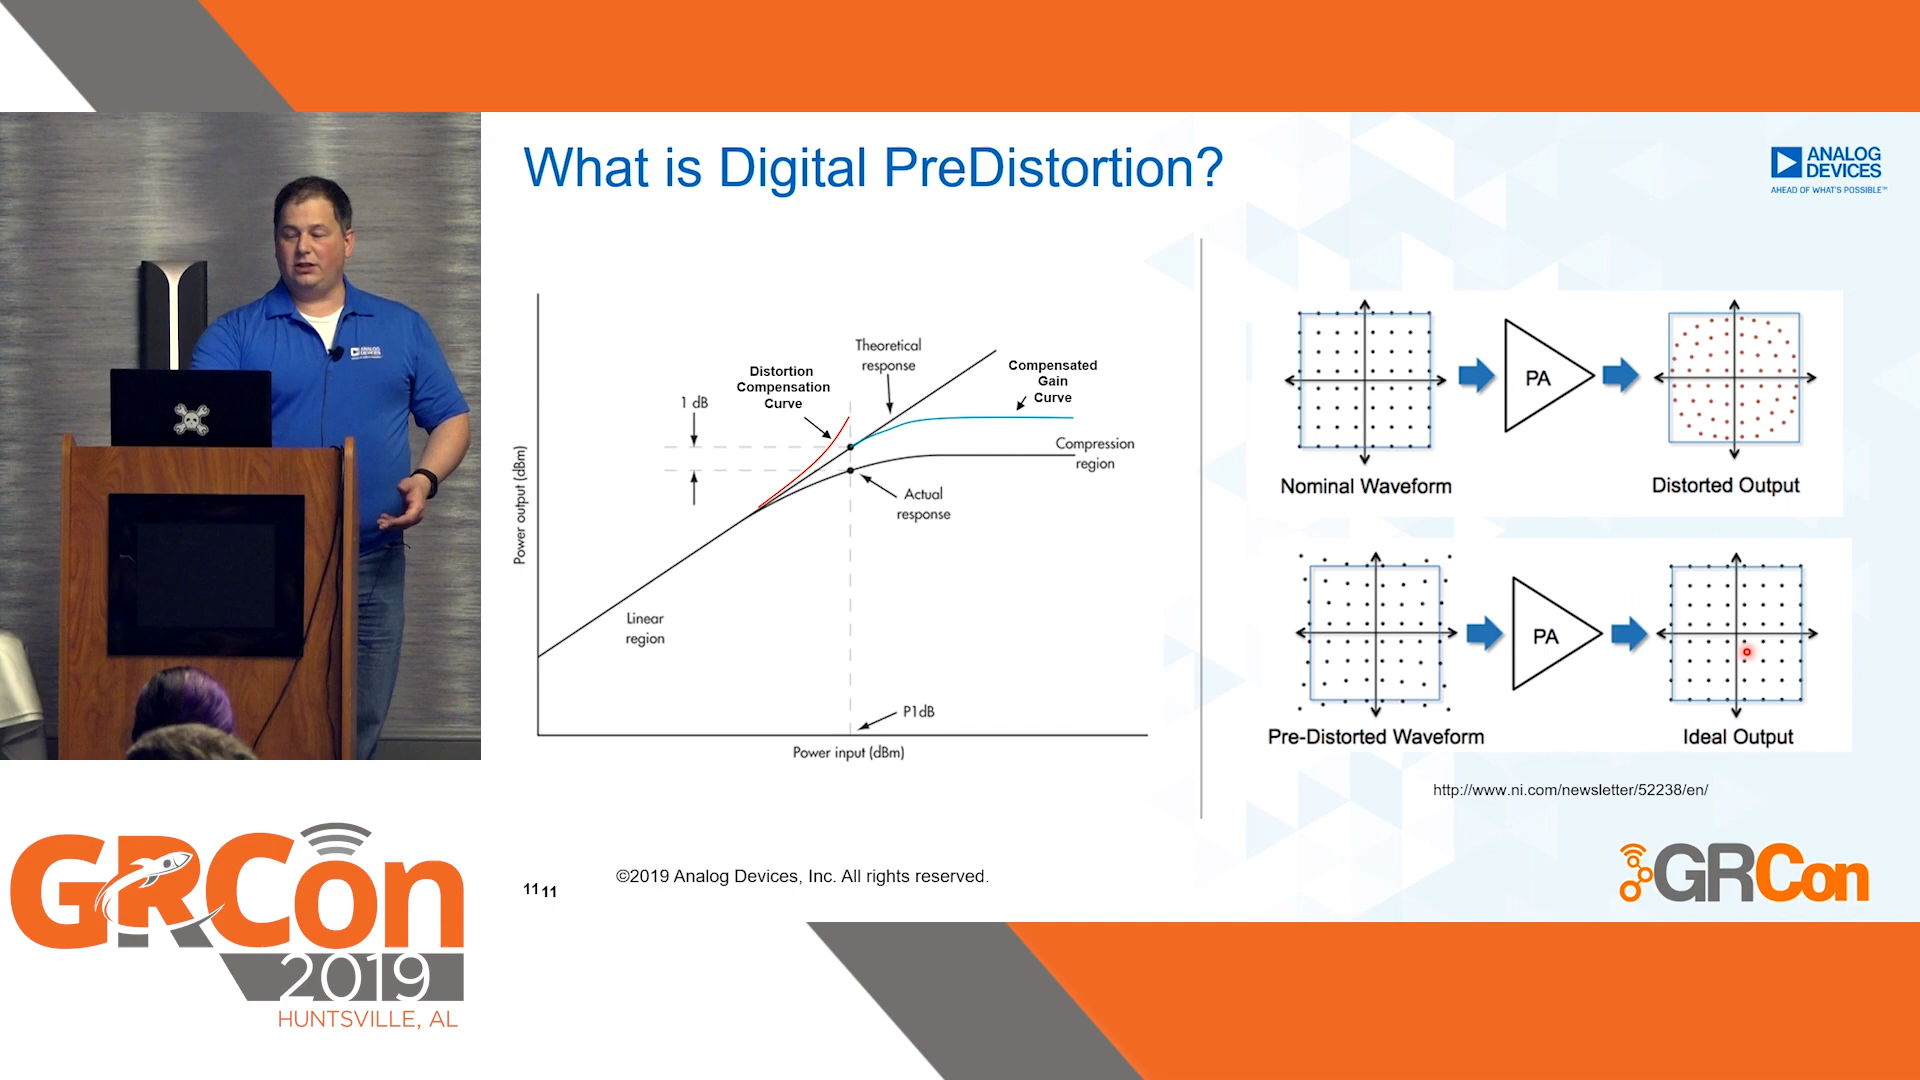 What is Digital PreDistortion?
ANALOG
DEVICES
AHEAD OF WHAT'S POSSIBLE™
ANALOG
DEVICES
Power output (dBm)
1 dB
Distortion
Compensation
Curve
Theoretical
response
Compensated
Gain
Curve
Compression
region
Actual
response
Linear
region
P1dB
Power input (dBm)
PA
Nominal Waveform
Distorted Output
PA
Pre-Distorted Waveform
Ideal Output
http://www.ni.com/newsletter/52238/en/
1111
©2019 Analog Devices, Inc. All rights reserved.
GRCon
GRCon
2019
HUNTSVILLE, AL